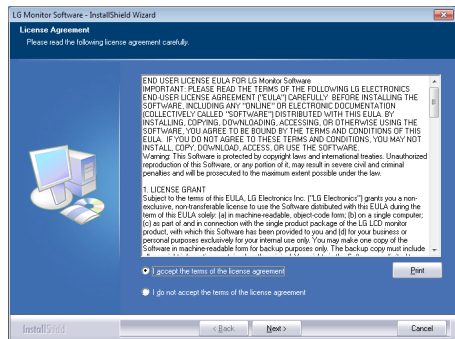 LG Monitor Software - InstallShield Wizard
License Agreement
Please read the following license agreement carefully.
END USER LICENSE EULA FOR LG Monitor Software
IMPORTANT: PLEASE READ THE TERMS OF THE FOLLOWING LG ELECTRONICS
END-USER LICENSE AGREEMENT ("EULA") CAREFULLY BEFORE INSTALLING THE
SOFTWARE, INCLUDING ANY "ONLINE" OR ELECTRONIC DOCUMENTATION
(COLLECTIVELY CALLED "SOFTWARE") DISTRIBUTED WITH THIS EULA. BY
INSTALLING, COPYING, DOWNLOADING, ACCESSING, OR OTHERWISE USING THE
SOFTWARE, YOU AGREE TO BE BOUND BY THE TERMS AND CONDITIONS OF THIS
EULA. IF YOU DO NOT AGREE TO THESE TERMS AND CONDITIONS, YOU MAY NOT
INSTALL, COPY, DOWNLOAD, ACCESS, OR USE THE SOFTWARE.
Warning: This Software is protected by copyright laws and international treaties. Unauthorized
reproduction of this Software, or any portion of it, may result in severe civil and criminal
penalties and will be prosecuted to the maximum extent possible under the law.
1. LICENSE GRANT
Subject to the terms of this EULA, LG Electronics Inc. ("LG Electronics") grants you a non-
exclusive, non-transferable license to use the Software distributed with this EULA during the
term of this EULA solely: (a) in machine-readable, object-code form; (b) on a single computer;
(c) as part of and in connection with the single product package of the LG LCD monitor
product, with which this Software has been provided to you and (d) for your business or
personal purposes exclusively for your internal use only. You may make one copy of the
Software in machine-readable form for backup purposes only. The backup copy must include
I accept the terms of the license agreement
Print
I do not accept the terms of the license agreement
InstallShield
< Back
Next >
Cancel